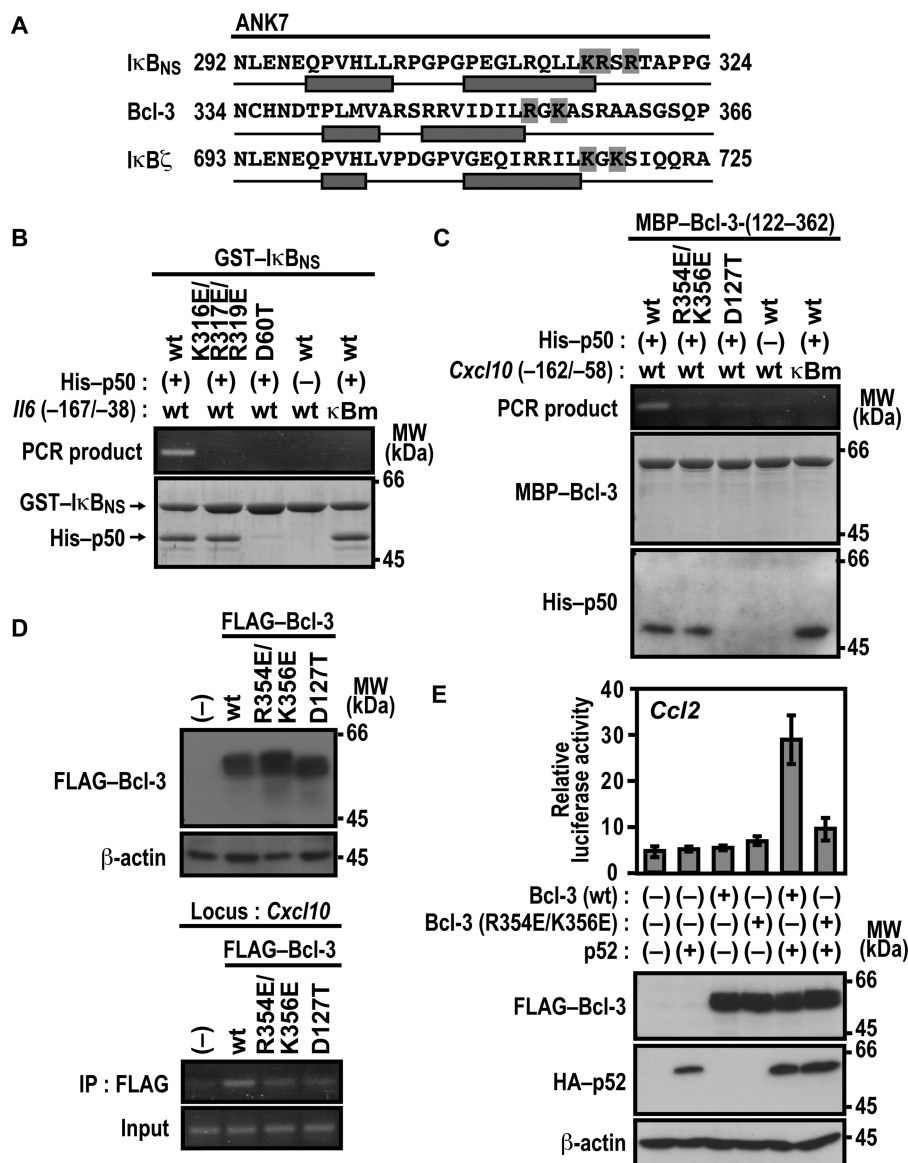 A
ANK7
IκBNS 292 NLENEQPVHLLRPGPGPEGLRQLLKRSRTAPPG 324
Bcl-3 334 NCHNDTPLMVARSRRVIDILRGKASRAASGSQP 366
IκBζ 693 NLENEQPVHLVPDGPVGEQIRRILKGKSIQQRA 725
B
GST–IκBNS
wt K316E/R317E/R319E D60T wt wt
His–p50 : (+) (+) (+) (–) (+)
Il6 (–167/–38) : wt wt wt wt κBm
PCR product
MW (kDa)
66
GST–IκBNS
His–p50
45
C
MBP–Bcl-3-(122–362)
wt R354E/K356E D127T wt wt
His–p50 : (+) (+) (+) (–) (+)
Cxcl10 (–162/–58) : wt wt wt wt κBm
PCR product
MW (kDa)
66
MBP–Bcl-3
45
66
His–p50
45
D
FLAG–Bcl-3
(–) wt R354E/K356E D127T
MW (kDa)
66
FLAG–Bcl-3
45
β-actin 45
Locus : Cxcl10
FLAG–Bcl-3
(–) wt R354E/K356E D127T
IP : FLAG
Input
E
Ccl2
Relative luciferase activity
40
30
20
10
0
Bcl-3 (wt) : (–) (–) (+) (–) (+) (–)
Bcl-3 (R354E/K356E) : (–) (–) (–) (+) (–) (+)
p52 : (–) (+) (–) (–) (+) (+)
MW (kDa)
66
FLAG–Bcl-3
45
66
HA–p52
45
β-actin 45